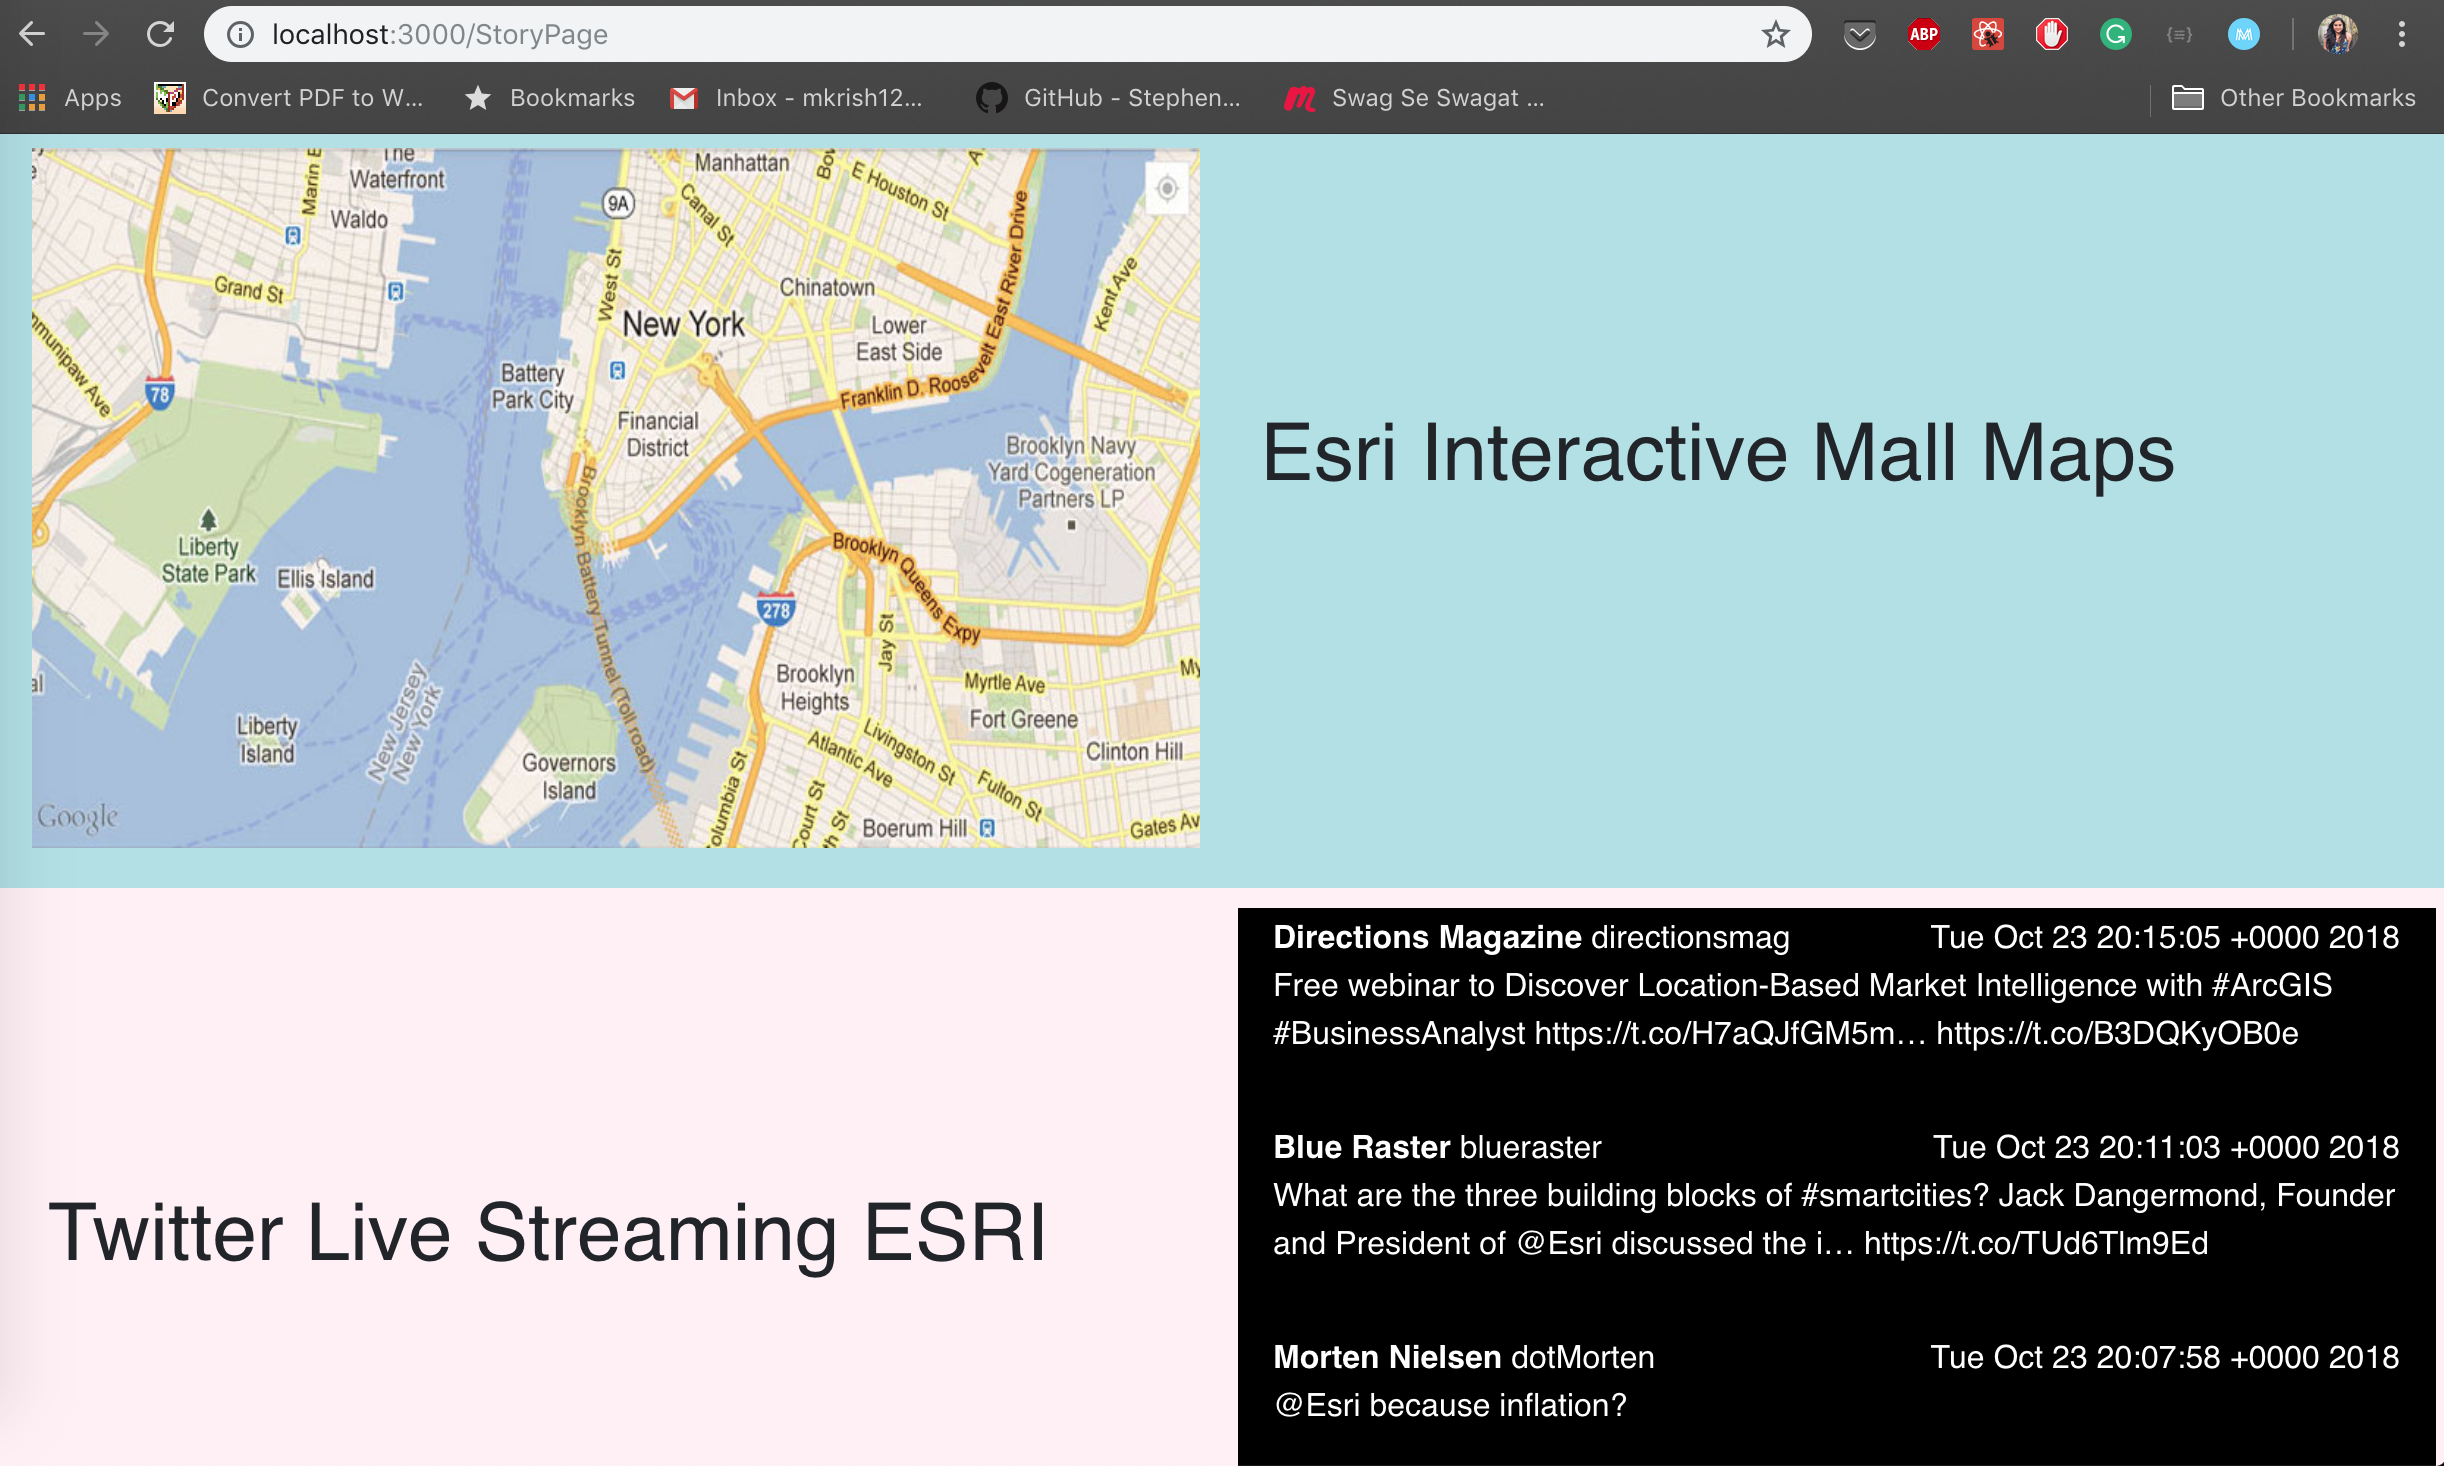 localhost:3000/StoryPage
ABP
Apps
Convert PDF to W...
Bookmarks
Inbox - mkrish12...
GitHub - Stephen...
Swag Se Swagat ...
Other Bookmarks
The
Waterfront
Marin
Waldo
Grand St
78
9A
Manhattan
Canal St
E Houston St
West St
Chinatown
New York
Lower
East Side
Franklin D. Roosevelt East River Drive
Kent Ave
Battery
Park City
Financial
District
Brooklyn Navy
Yard Cogeneration
Partners LP
Liberty
State Park
Ellis Island
Brooklyn Battery Tunnel (Toll road)
Brooklyn Queens Expy
278
Jay St
Brooklyn
Heights
Myrtle Ave
Fort Greene
Clinton Hill
Liberty
Island
New Jersey
New York
Governors
Island
Livingston St
Atlantic Ave
Fulton St
Court St
Boerum Hill
Gates Av
Google
Esri Interactive Mall Maps
Twitter Live Streaming ESRI
Directions Magazine directionsmag Tue Oct 23 20:15:05 +0000 2018
Free webinar to Discover Location-Based Market Intelligence with #ArcGIS
#BusinessAnalyst https://t.co/H7aQJfGM5m… https://t.co/B3DQKyOB0e
Blue Raster blueraster Tue Oct 23 20:11:03 +0000 2018
What are the three building blocks of #smartcities? Jack Dangermond, Founder
and President of @Esri discussed the i… https://t.co/TUd6Tlm9Ed
Morten Nielsen dotMorten Tue Oct 23 20:07:58 +0000 2018
@Esri because inflation?